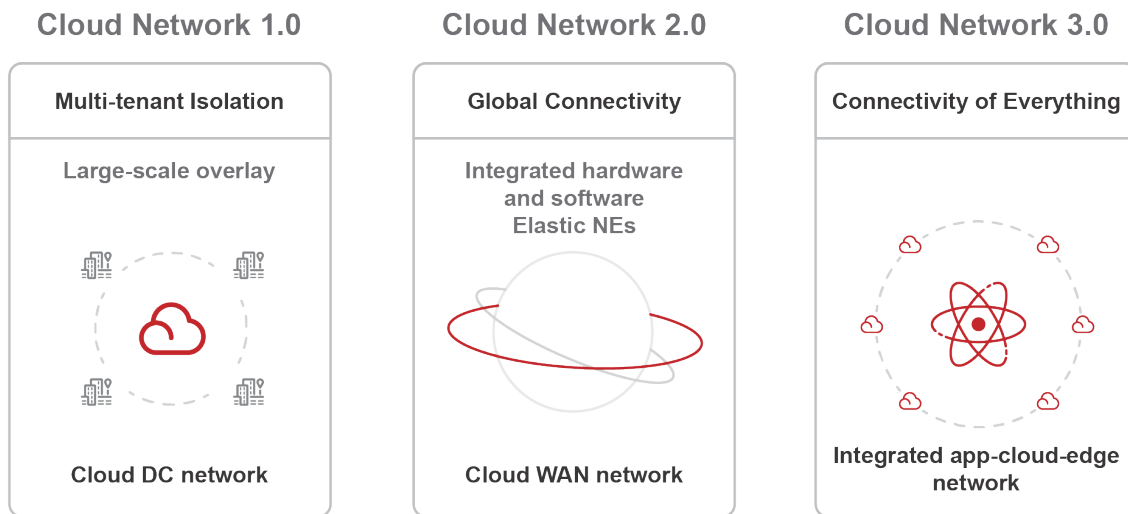 Cloud Network 1.0
Multi-tenant Isolation
Large-scale overlay
Cloud DC network
Cloud Network 2.0
Global Connectivity
Integrated hardware
and software
Elastic NEs
Cloud WAN network
Cloud Network 3.0
Connectivity of Everything
Integrated app-cloud-edge
network